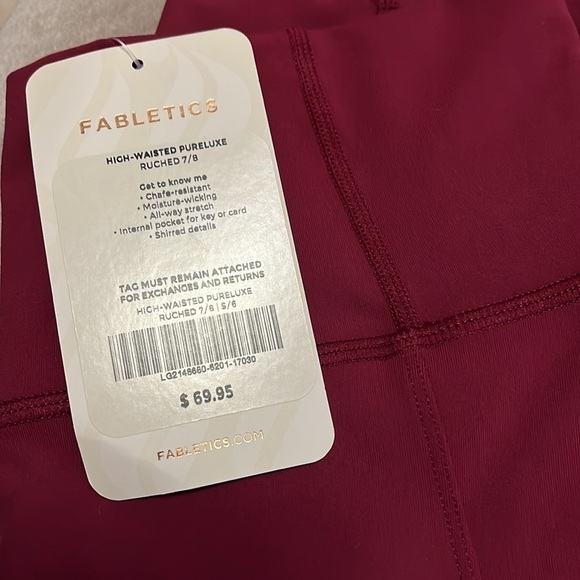 FABLETICS
HIGH-WAISTED PURELUXE
RUCHED 7/8
Get to know me
• Chafe-resistant
• Moisture-wicking
• All-way stretch
• Internal pocket for key or card
• Shirred details
TAG MUST REMAIN ATTACHED
FOR EXCHANGES AND RETURNS
HIGH-WAISTED PURELUXE
RUCHED 7/8 | S/6
LG2148680-6201-17030
$ 69.95
FABLETICS.COM